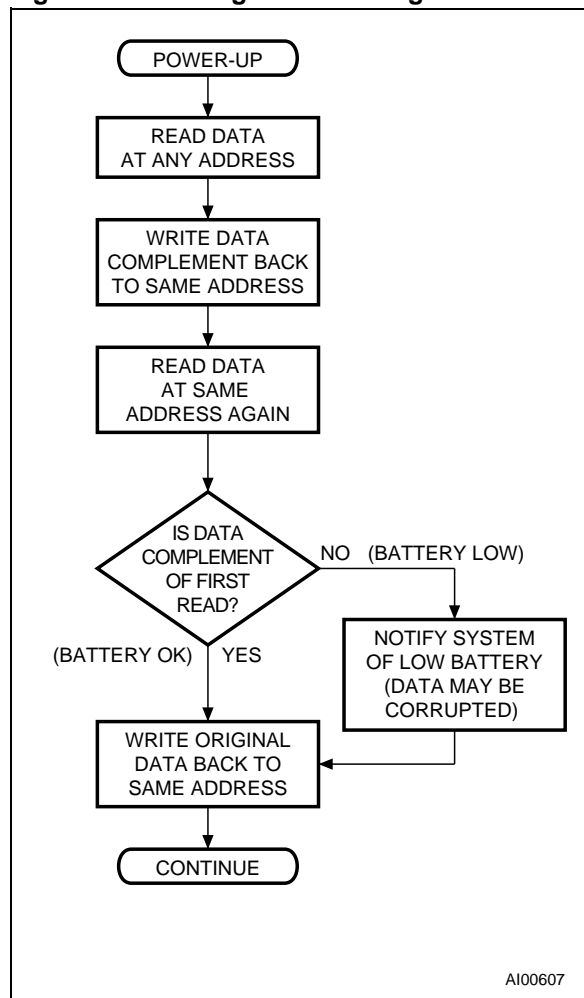 POWER-UP
READ DATA
AT ANY ADDRESS
WRITE DATA
COMPLEMENT BACK
TO SAME ADDRESS
READ DATA
AT SAME
ADDRESS AGAIN
IS DATA
COMPLEMENT
OF FIRST
READ?
NO (BATTERY LOW)
(BATTERY OK) YES
NOTIFY SYSTEM
OF LOW BATTERY
(DATA MAY BE
CORRUPTED)
WRITE ORIGINAL
DATA BACK TO
SAME ADDRESS
CONTINUE
AI00607